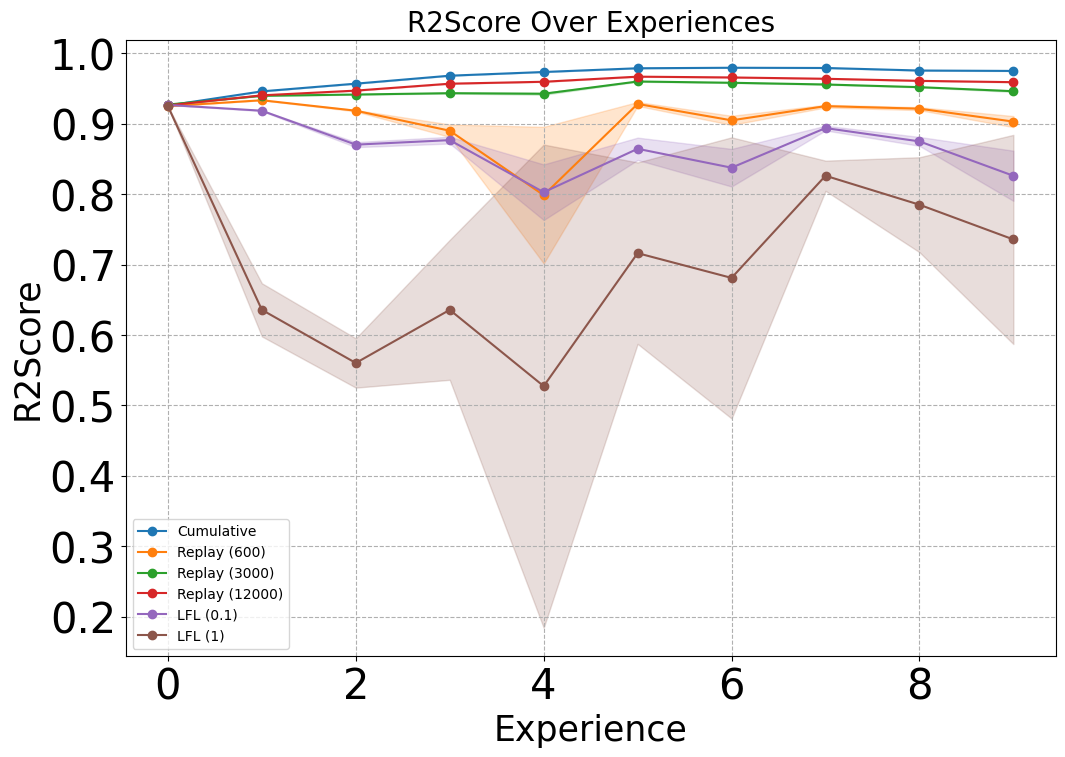 R2Score Over Experiences
R2Score
1.0
0.9
0.8
0.7
0.6
0.5
0.4
0.3
0.2
Cumulative
Replay (600)
Replay (3000)
Replay (12000)
LFL (0.1)
LFL (1)
0 2 4 6 8
Experience